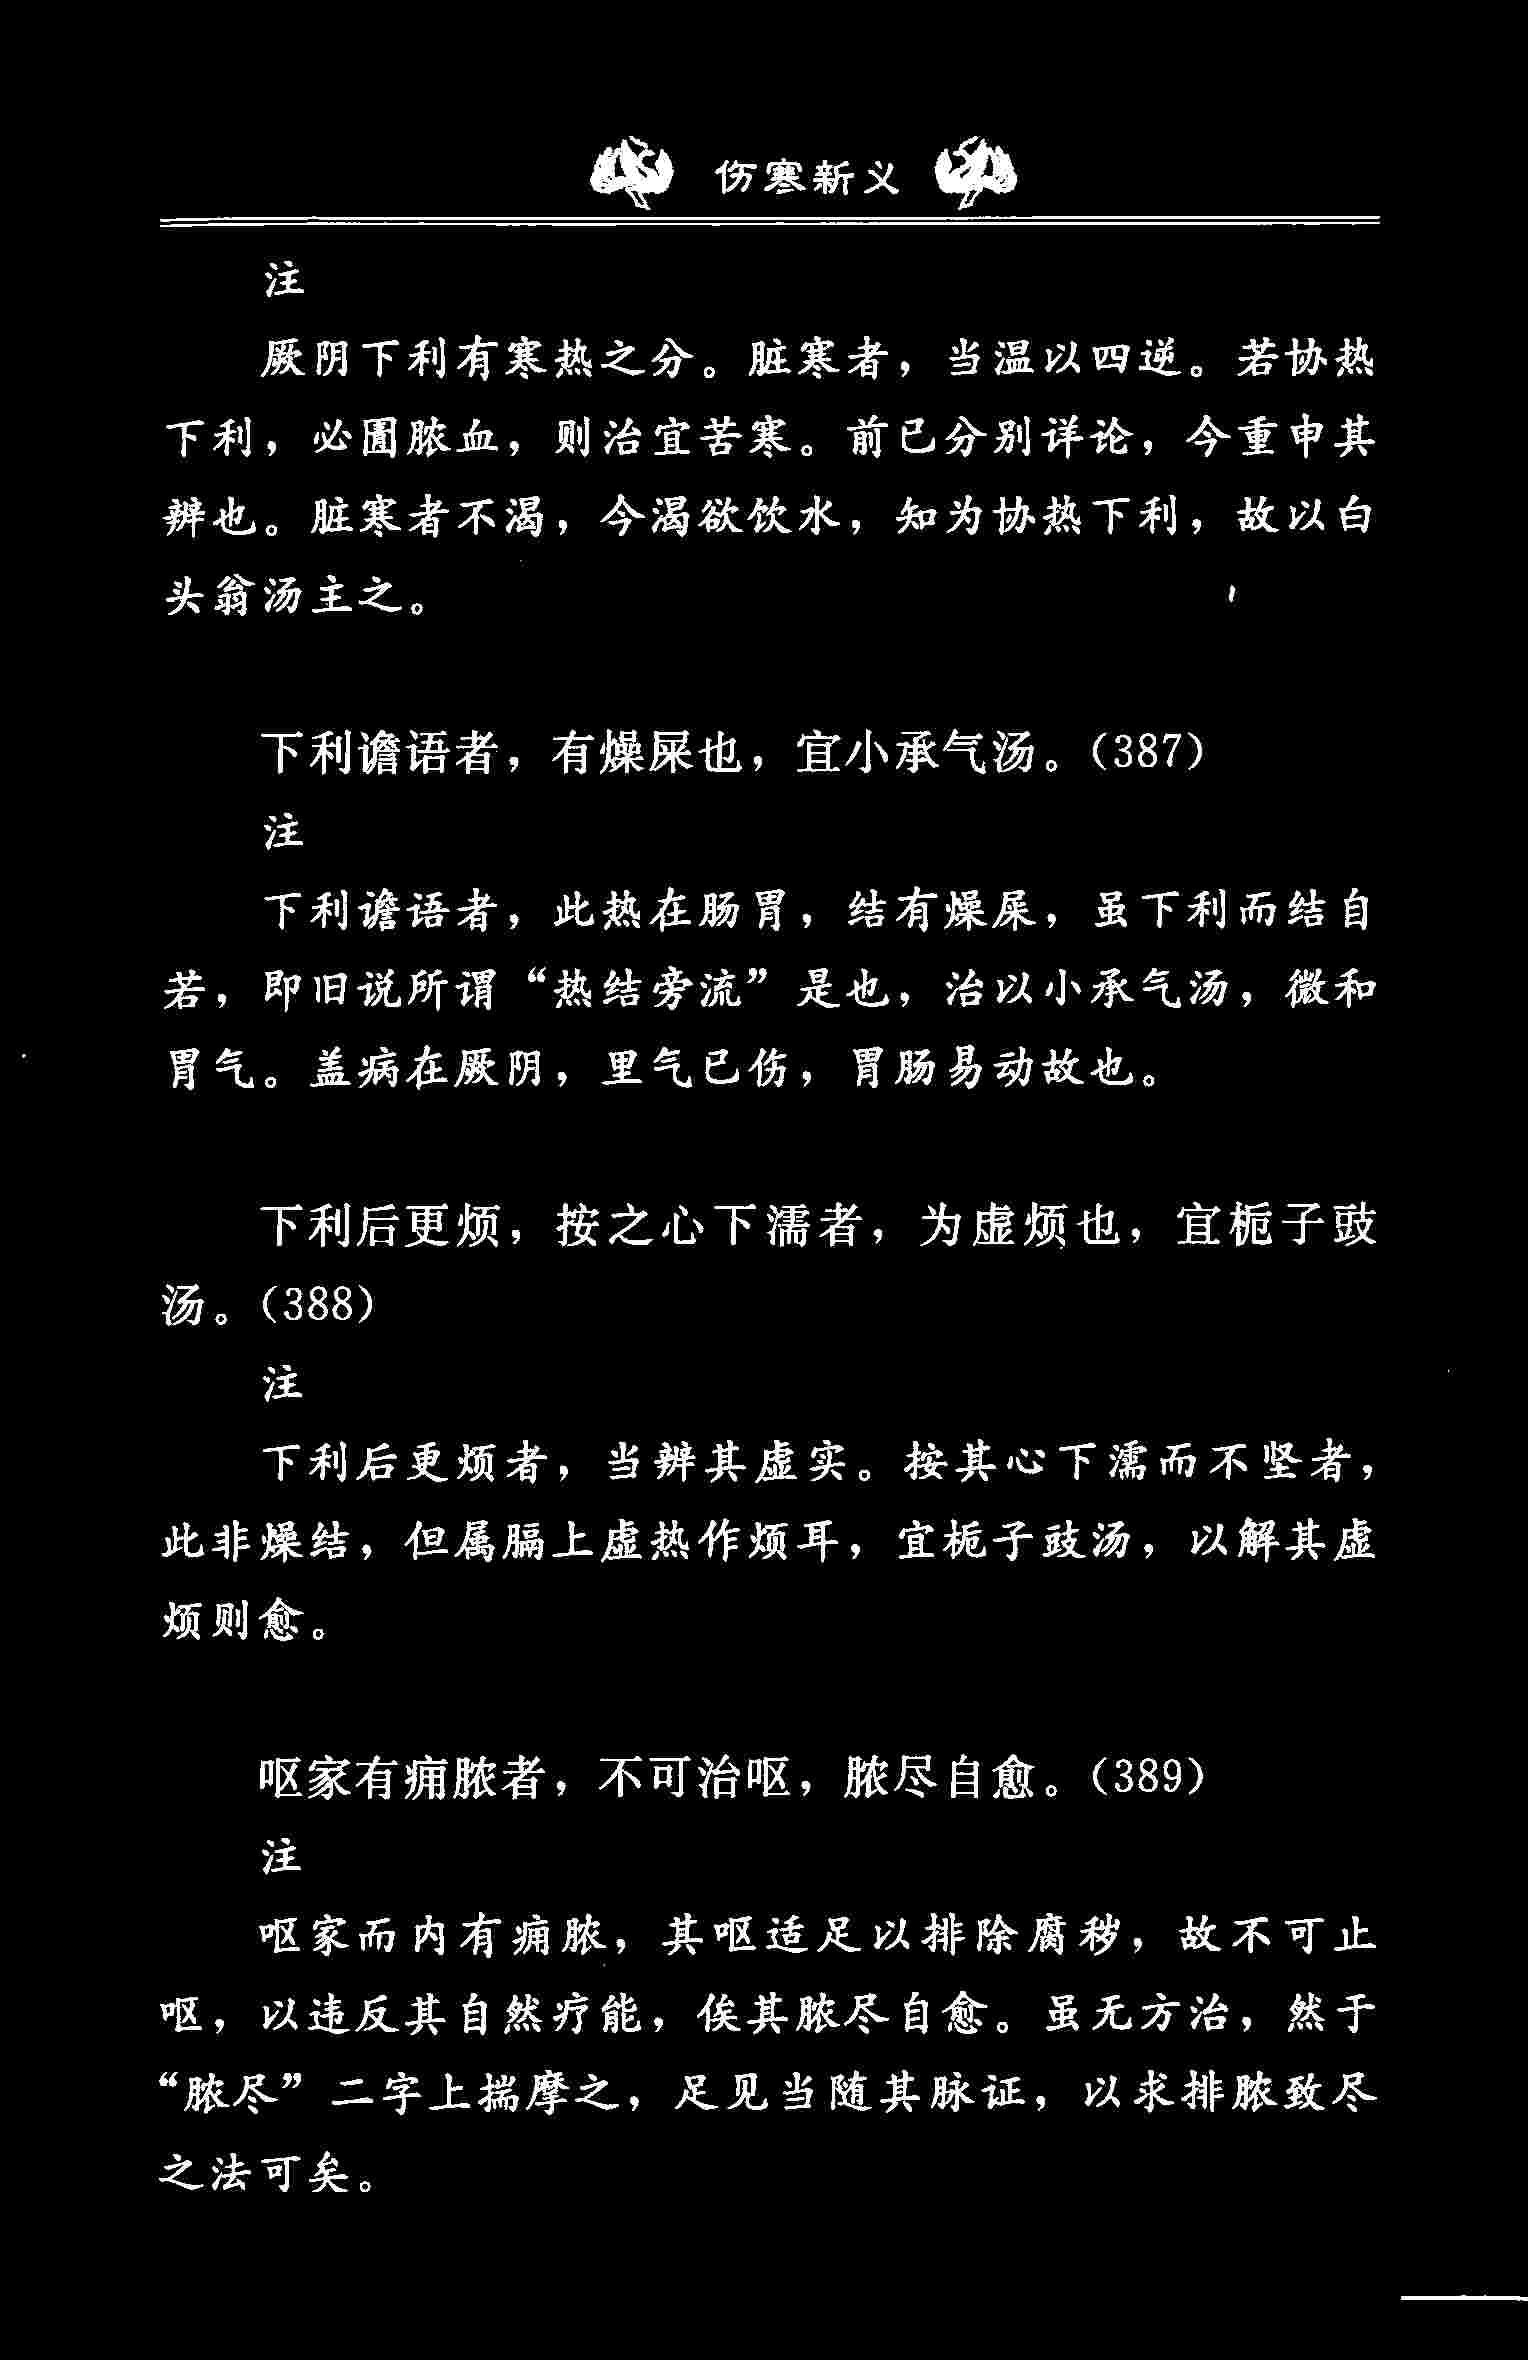 伤寒新义
注
厥阴下利有寒热之分。脏寒者，当温以四逆。若协热
下利，必圊脓血，则治宜苦寒。前已分别详论，今重申其
辨也。脏寒者不渴，今渴欲饮水，知为协热下利，故以白
头翁汤主之。
下利谵语者，有燥屎也，宜小承气汤。（387）
注
下利谵语者，此热在肠胃，结有燥屎，虽下利而结自
若，即旧说所谓“热结旁流”是也，治以小承气汤，微和
胃气。盖病在厥阴，里气已伤，胃肠易动故也。
下利后更烦，按之心下濡者，为虚烦也，宜栀子豉
汤。（388）
注
下利后更烦者，当辨其虚实。按其心下濡而不坚者，
此非燥结，但属膈上虚热作烦耳，宜栀子豉汤，以解其虚
烦则愈。
呕家有痈脓者，不可治呕，脓尽自愈。（389）
注
呕家而内有痈脓，其呕适足以排除腐秽，故不可止
呕，以违反其自然疗能，俟其脓尽自愈。虽无方治，然于
“脓尽”二字上揣摩之，足见当随其脉证，以求排脓致尽
之法可矣。